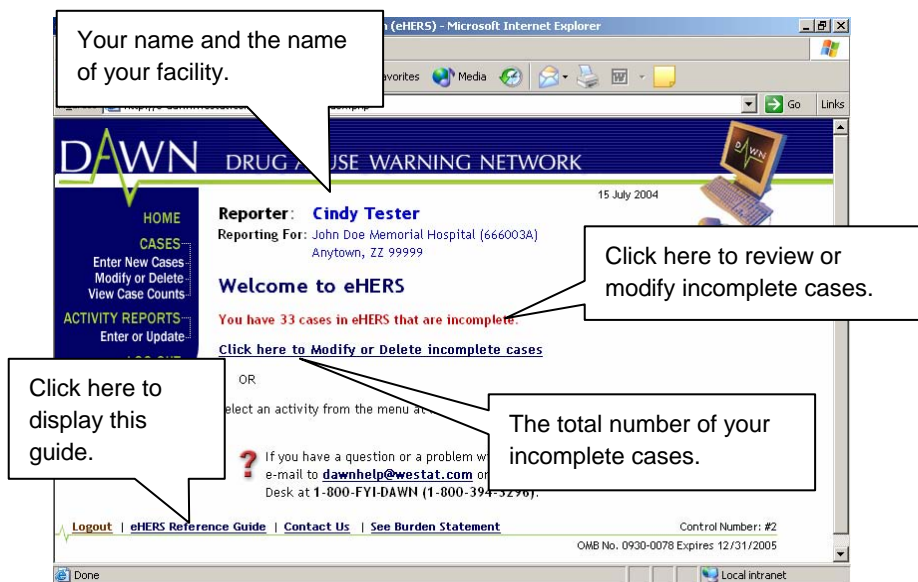 (eHERS) - Microsoft Internet Explorer
Your name and the name
of your facility.
Media
Go Links
DAWN DRUG WARNING NETWORK
15 July 2004
HOME
CASES
Enter New Cases
Modify or Delete
View Case Counts
ACTIVITY REPORTS
Enter or Update
Reporter: Cindy Tester
Reporting For: John Doe Memorial Hospital (666003A)
Anytown, ZZ 99999
Click here to review or
modify incomplete cases.
Welcome to eHERS
You have 33 cases in eHERS that are incomplete.
Click here to Modify or Delete incomplete cases
OR
Click here to
display this
guide.
an activity from the menu at
The total number of your
incomplete cases.
? If you have a question or a problem
e-mail to dawnhelp@westat.com or
Desk at 1-800-FYI-DAWN (1-800-394-3296).
Logout | eHERS Reference Guide | Contact Us | See Burden Statement
Control Number: #2
OMB No. 0930-0078 Expires 12/31/2005
Done
Local intranet